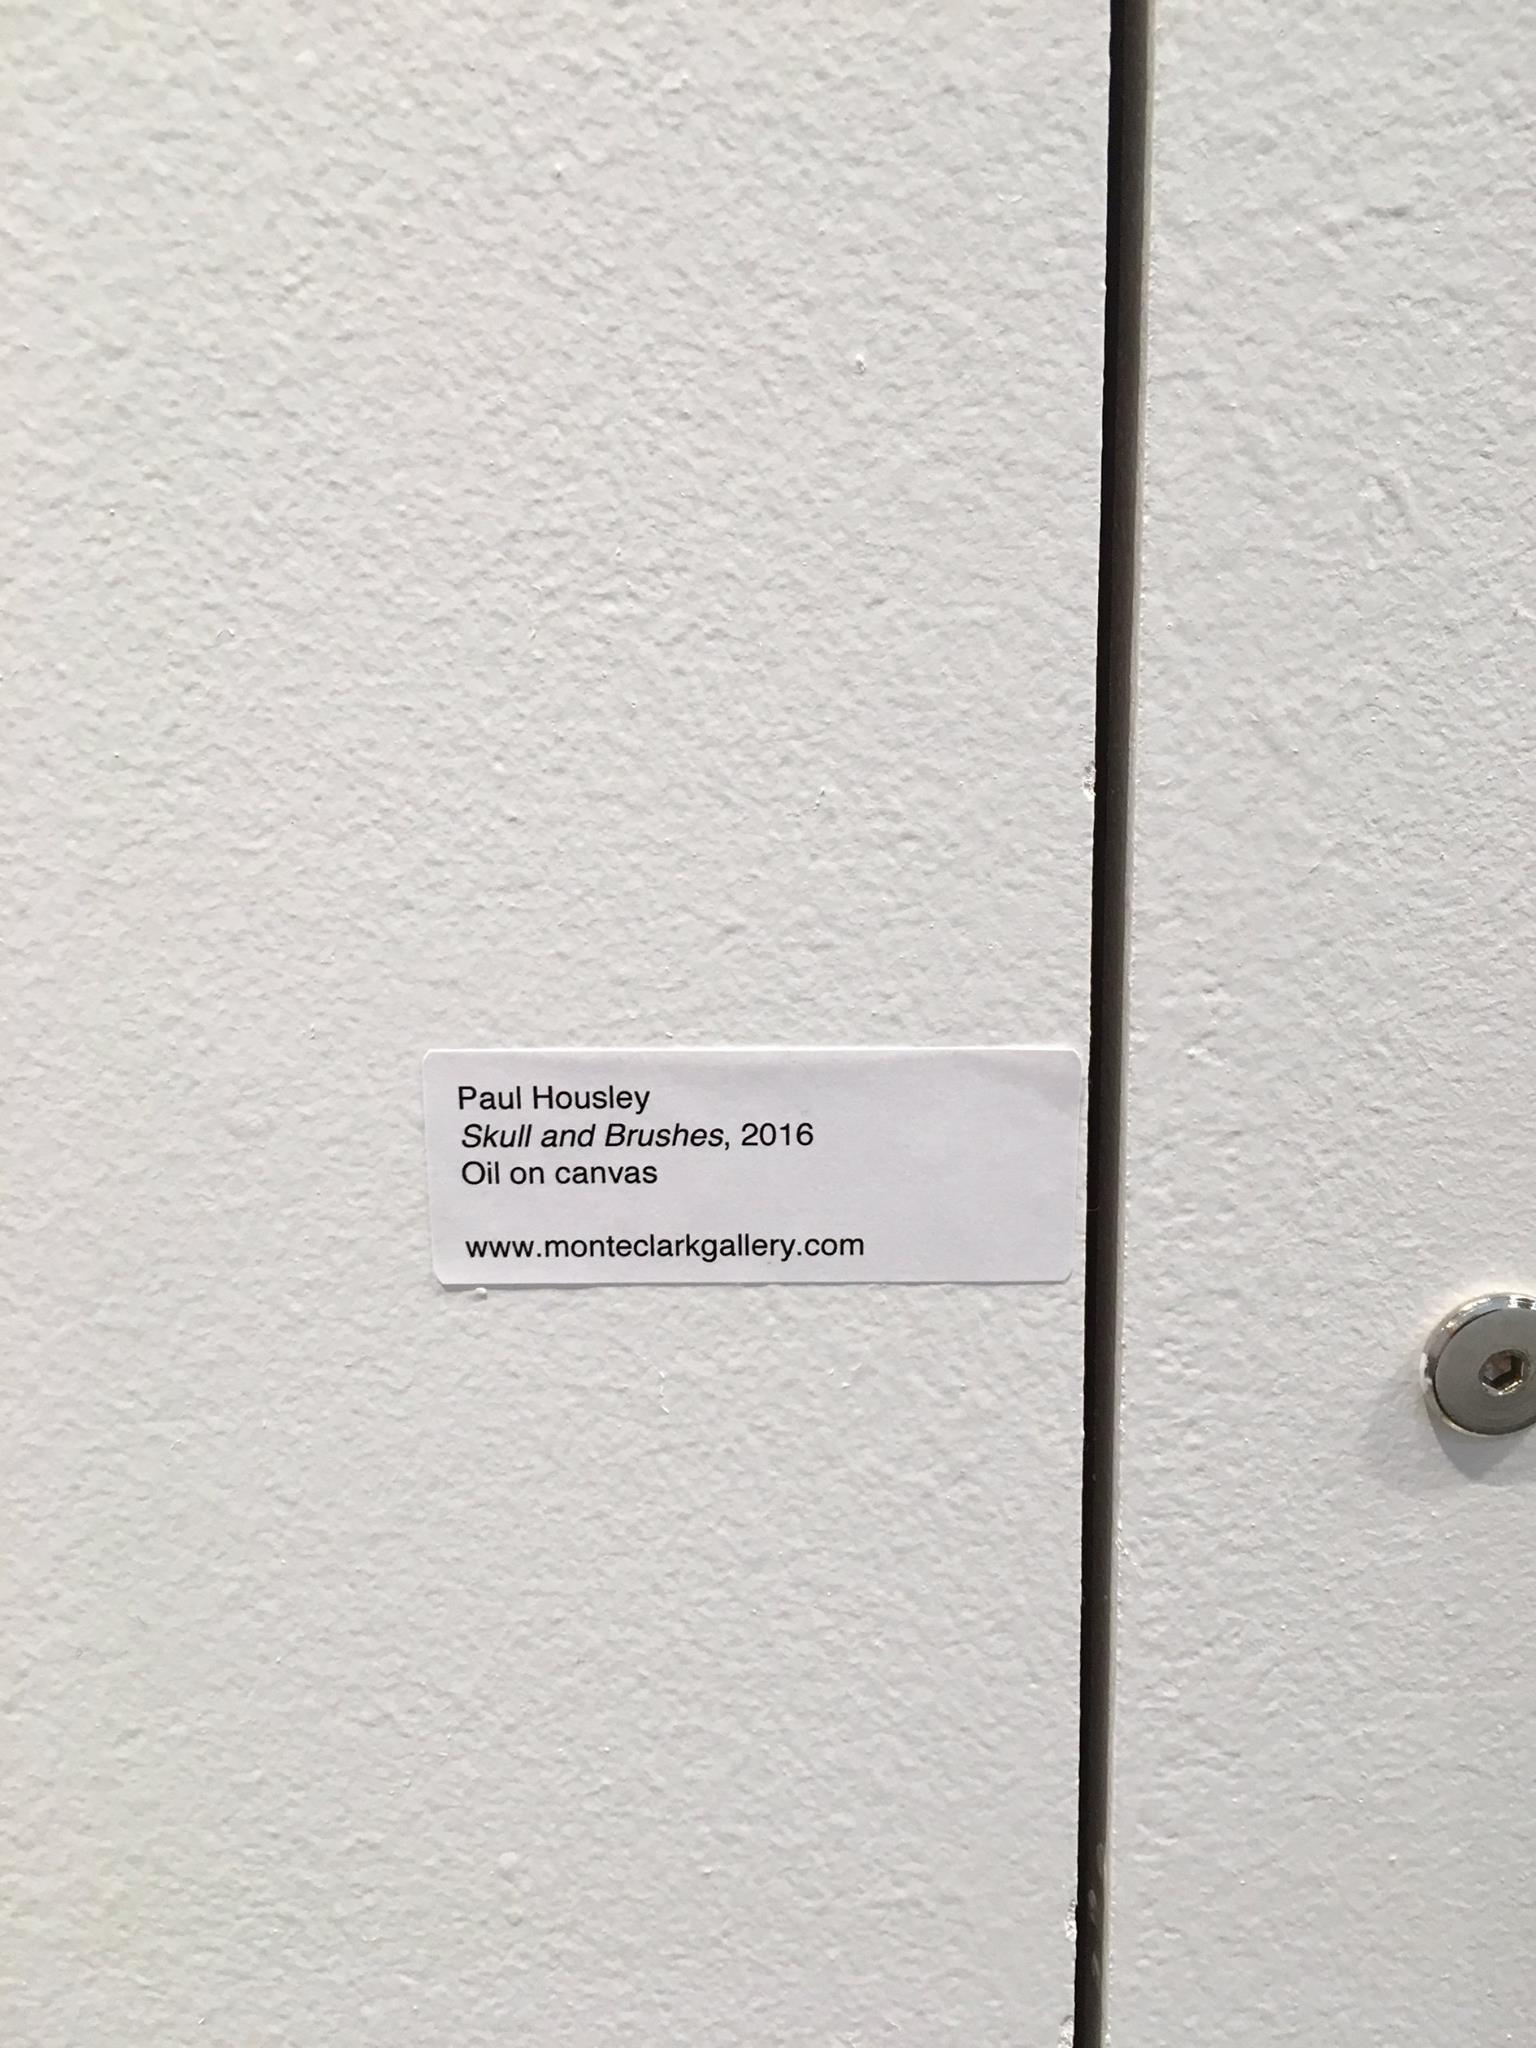 Paul Housley
Skull and Brushes, 2016
Oil on canvas
www.monteclarkgallery.com